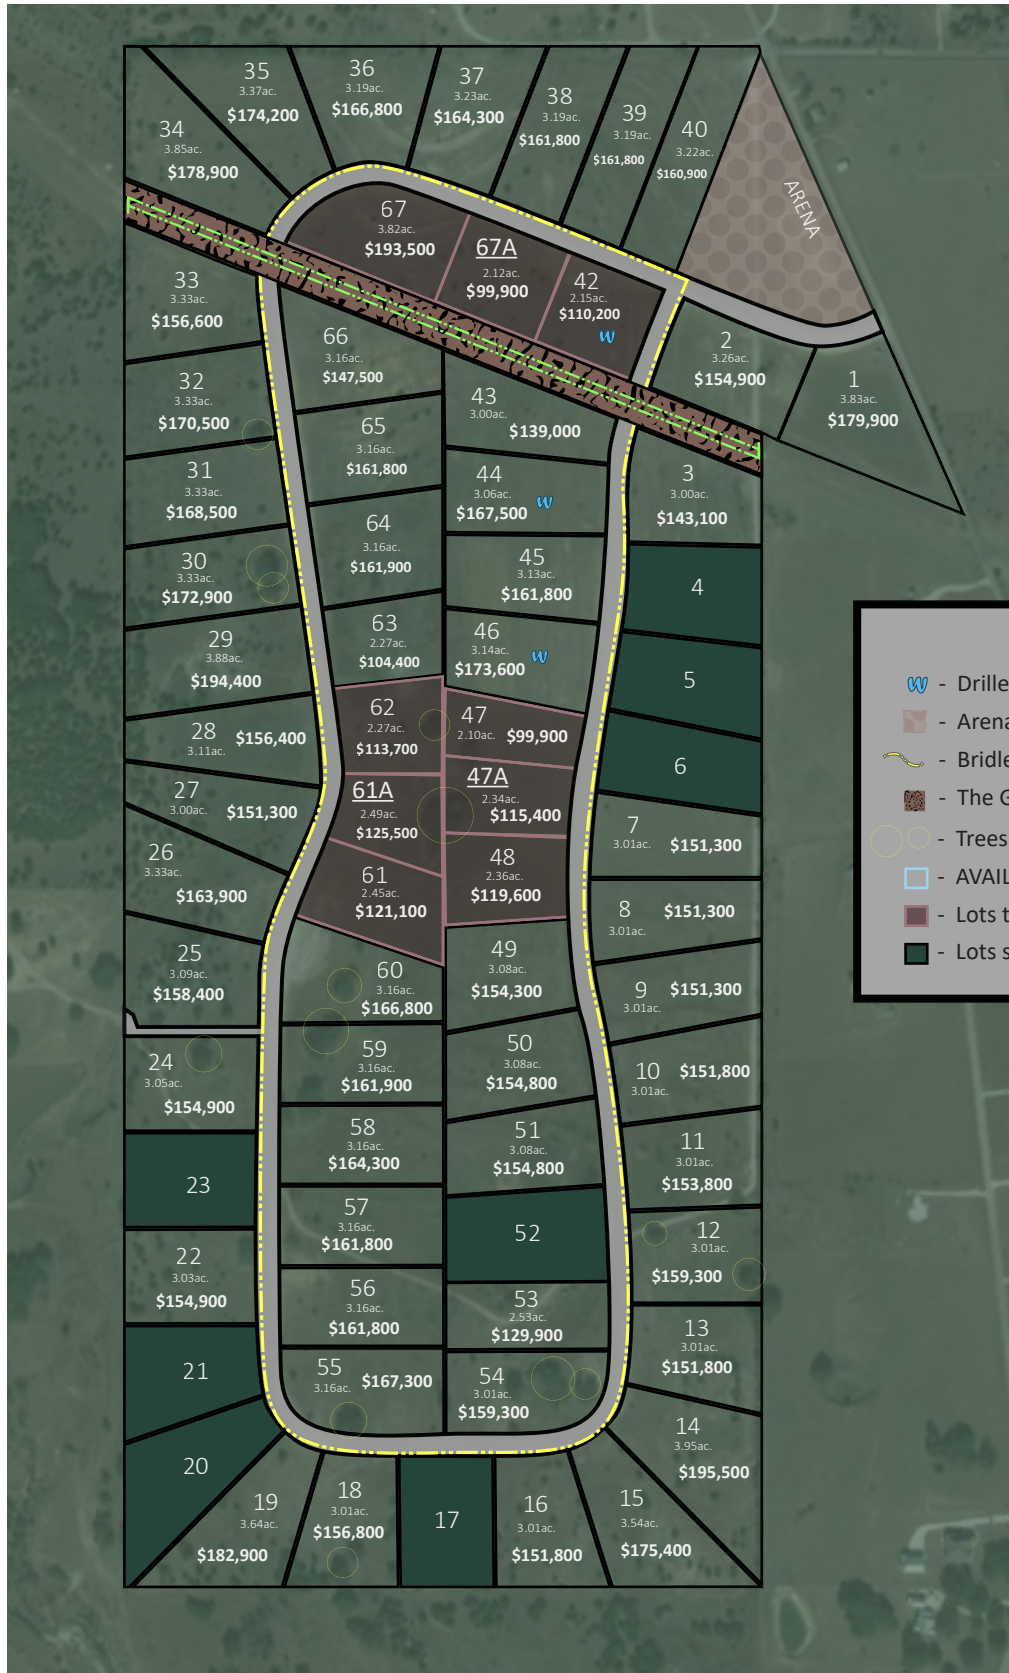 35
3.37ac.
$174,200
36
3.19ac.
$166,800
37
3.23ac.
$164,300
38
3.19ac.
$161,800
39
3.19ac.
$161,800
40
3.22ac.
$160,900
34
3.85ac.
$178,900
ARENA
67
3.82ac.
$193,500
67A
2.12ac.
$99,900
42
2.15ac.
$110,200
W
33
3.33ac.
$156,600
66
3.16ac.
$147,500
2
3.26ac.
$154,900
1
3.83ac.
$179,900
32
3.33ac.
$170,500
65
3.16ac.
$161,800
43
3.00ac.
$139,000
31
3.33ac.
$168,500
44
3.06ac.
$167,500
W
3
3.00ac.
$143,100
64
3.16ac.
$161,900
45
3.13ac.
$161,800
4
30
3.33ac.
$172,900
63
2.27ac.
$104,400
46
3.14ac.
$173,600
W
5
29
3.88ac.
$194,400
62
2.27ac.
$113,700
47
2.10ac.
$99,900
6
28
3.11ac.
$156,400
61A
2.49ac.
$125,500
47A
2.34ac.
$115,400
27
3.00ac.
$151,300
7
3.01ac.
$151,300
26
3.33ac.
$163,900
61
2.45ac.
$121,100
48
2.36ac.
$119,600
8
3.01ac.
$151,300
25
3.09ac.
$158,400
60
3.16ac.
$166,800
49
3.08ac.
$154,300
9
3.01ac.
$151,300
24
3.05ac.
$154,900
59
3.16ac.
$161,900
50
3.08ac.
$154,800
10
3.01ac.
$151,800
58
3.16ac.
$164,300
51
3.08ac.
$154,800
11
3.01ac.
$153,800
23
57
3.16ac.
$161,800
52
12
3.01ac.
$159,300
22
3.03ac.
$154,900
56
3.16ac.
$161,800
53
2.53ac.
$129,900
13
3.01ac.
$151,800
21
55
3.16ac.
$167,300
54
3.01ac.
$159,300
14
3.95ac.
$195,500
20
19
3.64ac.
$182,900
18
3.01ac.
$156,800
17
16
3.01ac.
$151,800
15
3.54ac.
$175,400
W - Drille
- Arena
- Bridle
- The G
- Trees
- AVAIL
- Lots t
- Lots s